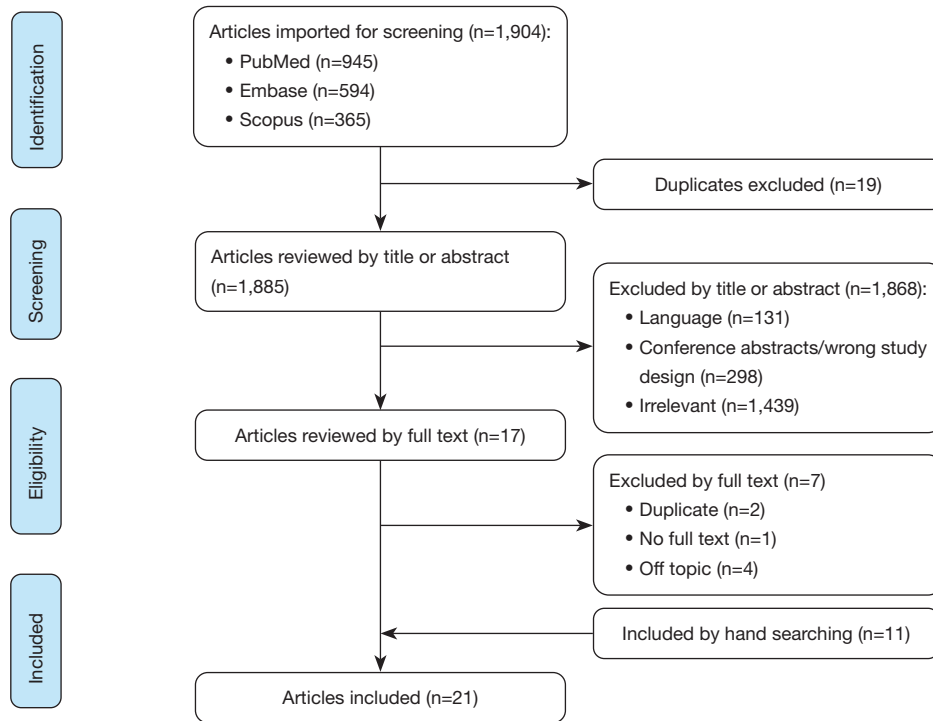 Identification
Articles imported for screening (n=1,904):
• PubMed (n=945)
• Embase (n=594)
• Scopus (n=365)
Duplicates excluded (n=19)
Screening
Articles reviewed by title or abstract
(n=1,885)
Excluded by title or abstract (n=1,868):
• Language (n=131)
• Conference abstracts/wrong study
design (n=298)
• Irrelevant (n=1,439)
Eligibility
Articles reviewed by full text (n=17)
Excluded by full text (n=7)
• Duplicate (n=2)
• No full text (n=1)
• Off topic (n=4)
Included
Included by hand searching (n=11)
Articles included (n=21)